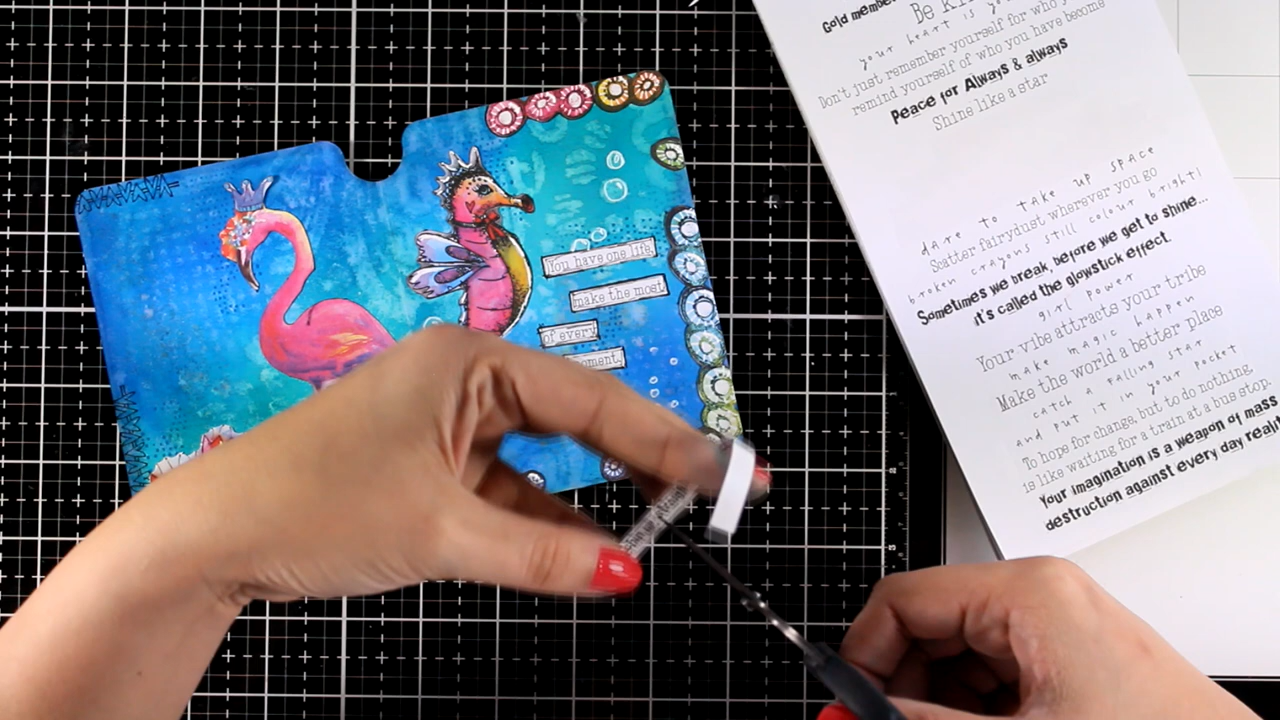 Gold
Be
your heart is
Don't just remember yourself for who
remind yourself of who you have become
Peace for Always & always
Shine like a star
dare to take up space
Scatter fairydust wherever you go
broken crayons still colour bright!
Sometimes we break, before we get to shine...
it's called the glowstick effect.
girl power
Your vibe attracts your tribe
make magic happen
Make the world a better place
catch a falling star
and put it in your pocket
To hope for change, but to do nothing,
is like waiting for a train at a bus stop.
Your imagination is a weapon of mass
destruction against every day
You have one life,
make the most
of every